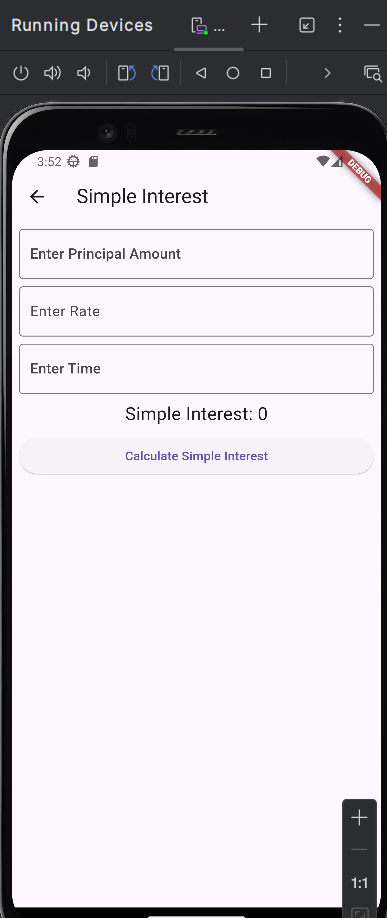 Running Devices ...
3:52
DEBUG
Simple Interest
Enter Principal Amount
Enter Rate
Enter Time
Simple Interest: 0
Calculate Simple Interest
1:1